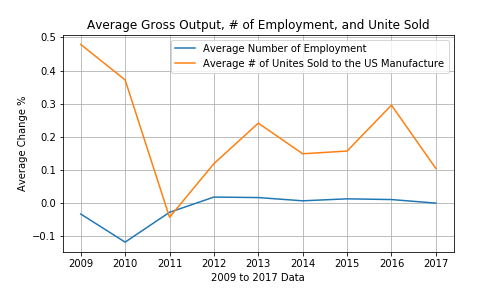 Average Gross Output, # of Employment, and Unite Sold
Average Number of Employment
Average # of Unites Sold to the US Manufacture
Average Change %
0.5
0.4
0.3
0.2
0.1
0.0
−0.1
2009 2010 2011 2012 2013 2014 2015 2016 2017
2009 to 2017 Data